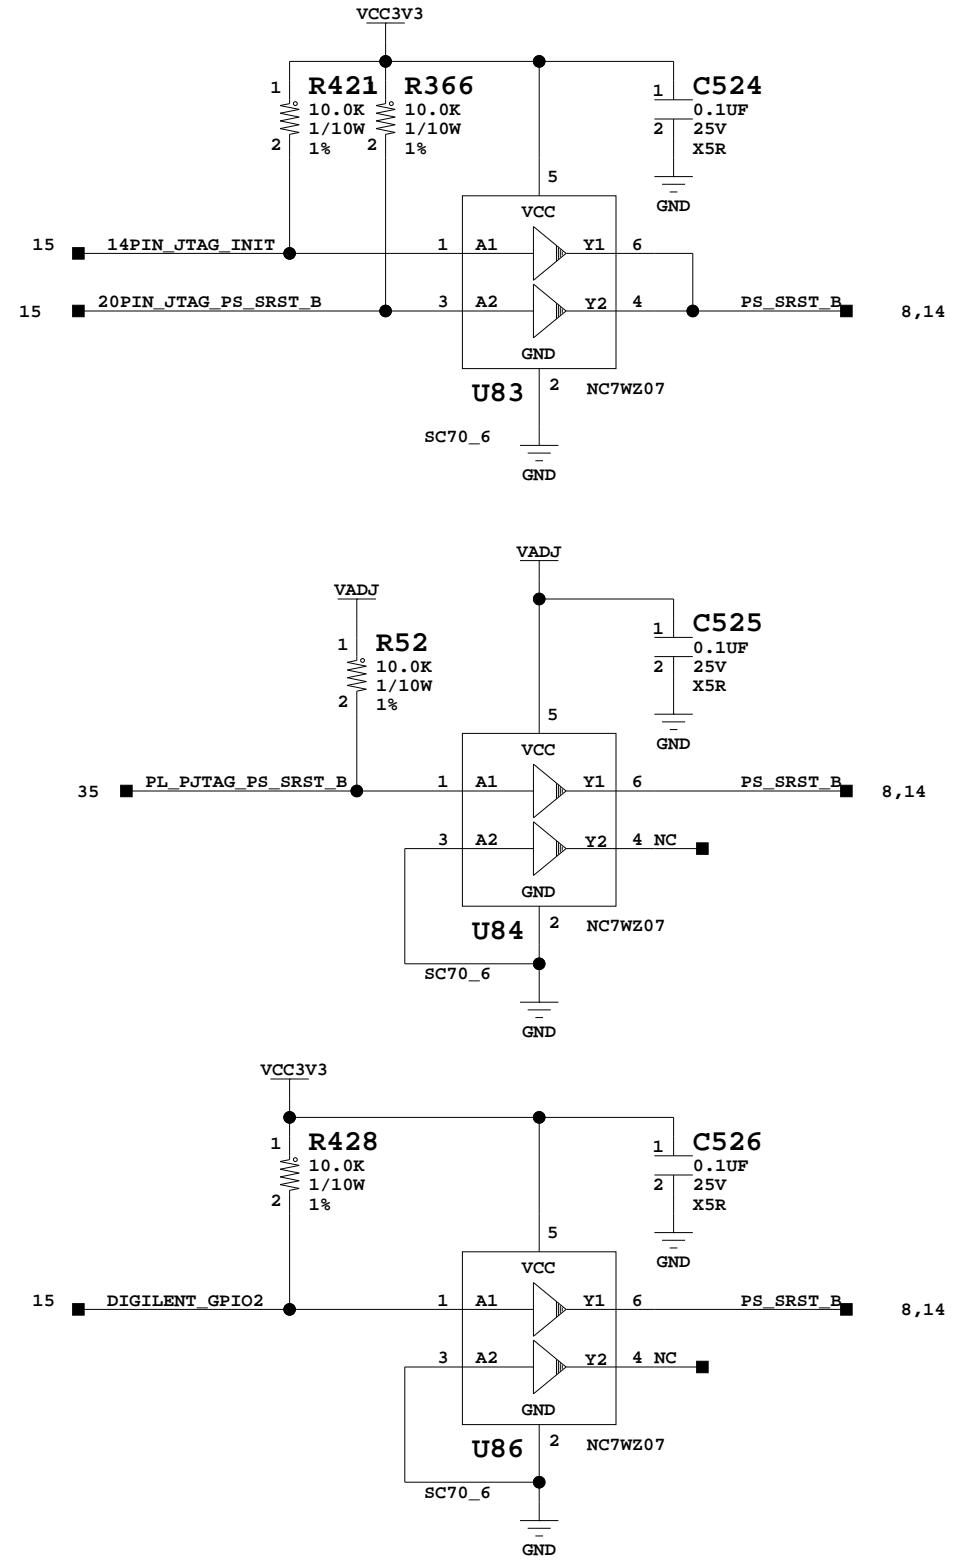 VCC3V3
1 R421 R366
10.0K 10.0K
1/10W 1/10W
2 1% 2 1%
1 C524
0.1UF
2 25V
X5R
GND
5
VCC
15 14PIN_JTAG_INIT 1 A1 Y1 6
15 20PIN_JTAG_PS_SRST_B 3 A2 Y2 4 PS_SRST_B 8,14
GND
U83 2 NC7WZ07
SC70_6
GND
VADJ
VADJ
1 R52
10.0K
1/10W
2 1%
1 C525
0.1UF
2 25V
X5R
GND
5
VCC
35 PL_PJTAG_PS_SRST_B 1 A1 Y1 6 PS_SRST_B 8,14
3 A2 Y2 4 NC
GND
U84 2 NC7WZ07
SC70_6
GND
VCC3V3
1 R428
10.0K
1/10W
2 1%
1 C526
0.1UF
2 25V
X5R
GND
5
VCC
15 DIGILENT_GPIO2 1 A1 Y1 6 PS_SRST_B 8,14
3 A2 Y2 4 NC
GND
U86 2 NC7WZ07
SC70_6
GND